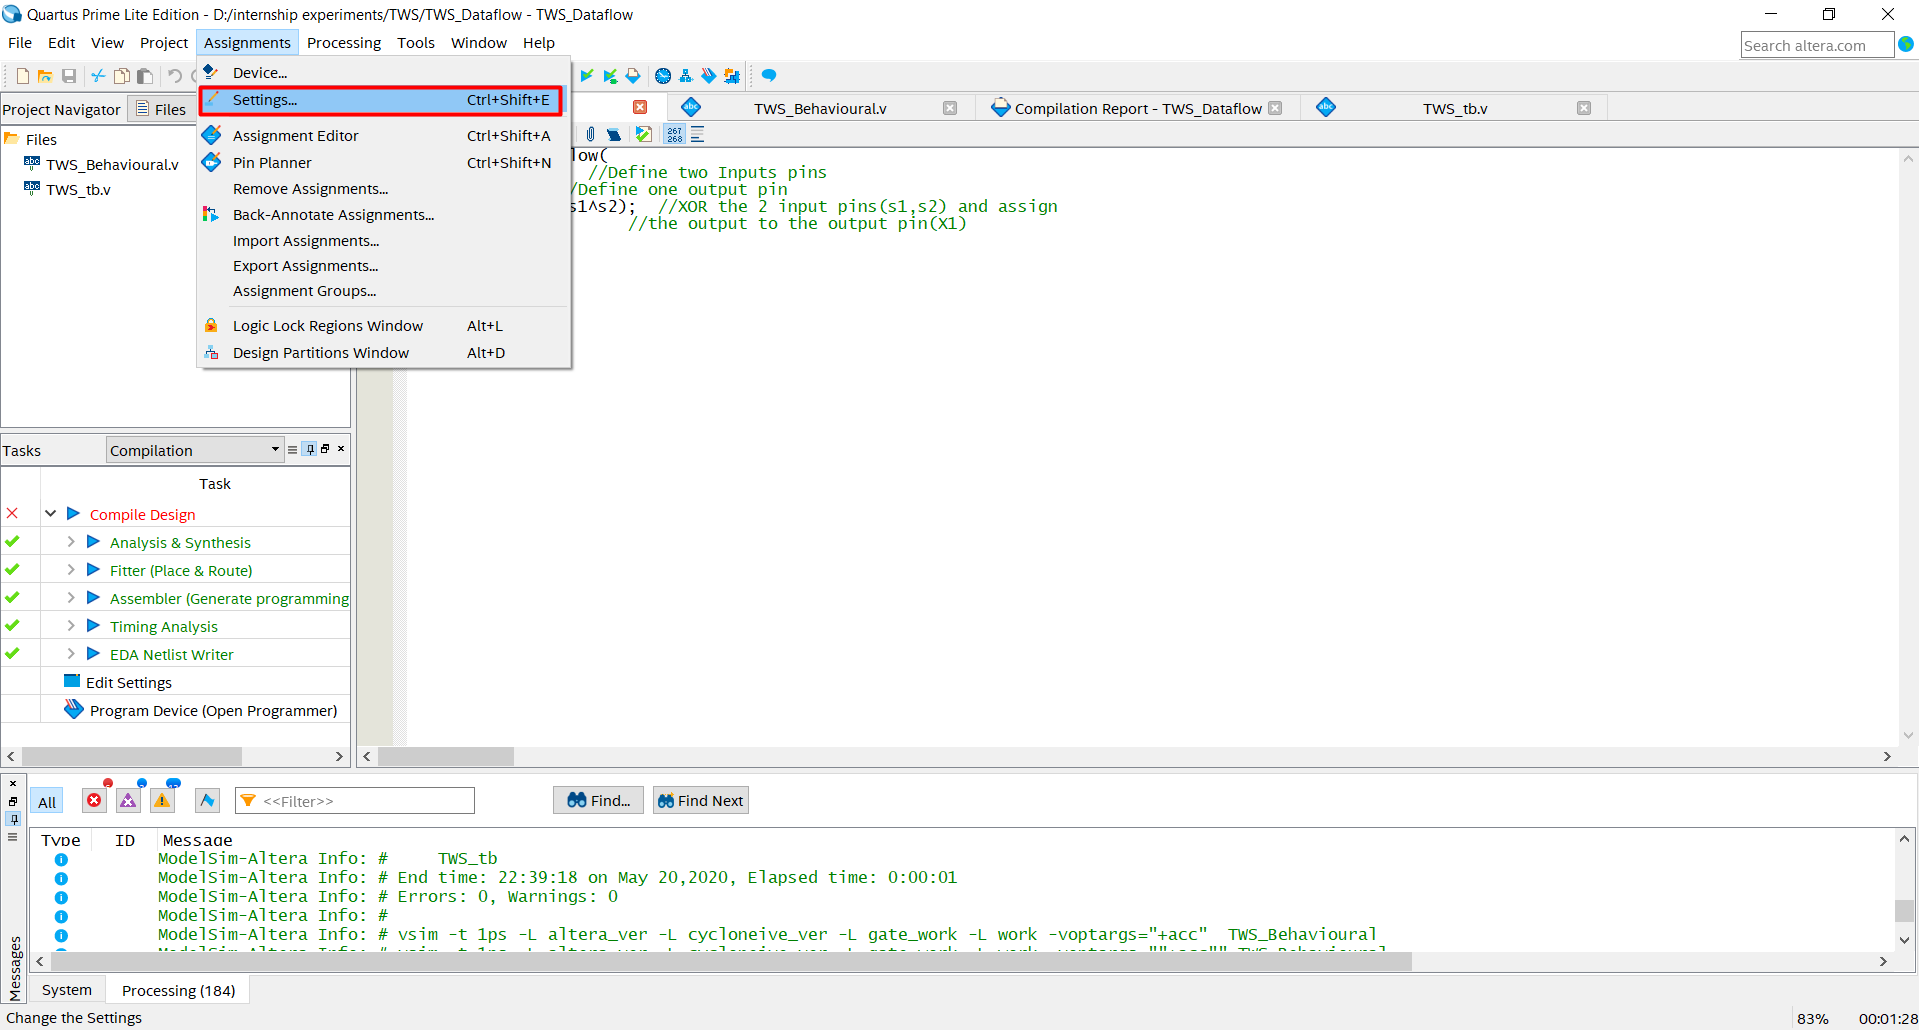 Quartus Prime Lite Edition - D:/internship experiments/TWS/TWS_Dataflow - TWS_Dataflow
File Edit View Project Assignments Processing Tools Window Help
Search altera.com
Device...
Settings... Ctrl+Shift+E
Assignment Editor Ctrl+Shift+A
Pin Planner Ctrl+Shift+N
Remove Assignments...
Back-Annotate Assignments...
Import Assignments...
Export Assignments...
Assignment Groups...
Logic Lock Regions Window Alt+L
Design Partitions Window Alt+D
Project Navigator Files
Files
abc TWS_Behavioural.v
abc TWS_tb.v
abc TWS_Behavioural.v Compilation Report - TWS_Dataflow abc TWS_tb.v
267
268
low(
//Define two Inputs pins
/Define one output pin
s1^s2); //XOR the 2 input pins(s1,s2) and assign
//the output to the output pin(X1)
Tasks Compilation
Task
Compile Design
Analysis & Synthesis
Fitter (Place & Route)
Assembler (Generate programming
Timing Analysis
EDA Netlist Writer
Edit Settings
Program Device (Open Programmer)
All <<Filter>> Find... Find Next
Type ID Message
ModelSim-Altera Info: # TWS_tb
ModelSim-Altera Info: # End time: 22:39:18 on May 20,2020, Elapsed time: 0:00:01
ModelSim-Altera Info: # Errors: 0, Warnings: 0
ModelSim-Altera Info: #
ModelSim-Altera Info: # vsim -t 1ps -L altera_ver -L cycloneive_ver -L gate_work -L work -voptargs="+acc" TWS_Behavioural
Messages
System Processing (184)
Change the Settings 83% 00:01:28